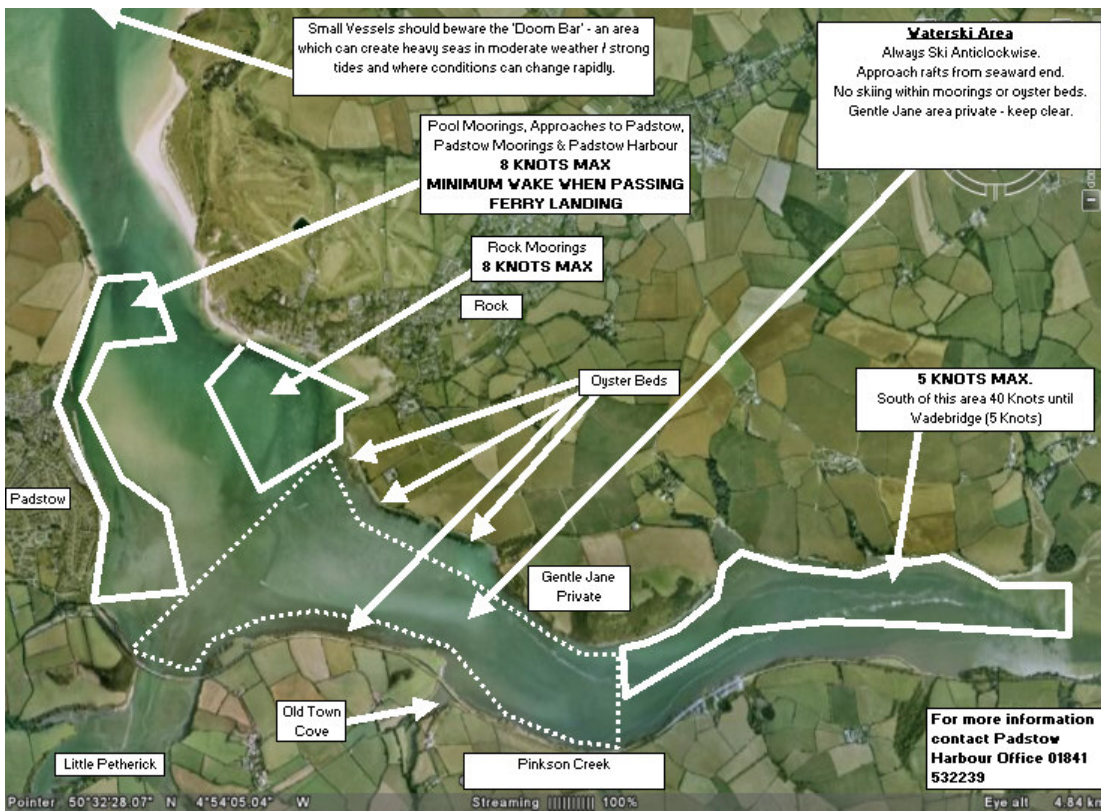 Small Vessels should beware the 'Doom Bar' - an area
which can create heavy seas in moderate weather / strong
tides and where conditions can change rapidly.
Waterski Area
Always Ski Anticlockwise.
Approach rafts from seaward end.
No skiing within moorings or oyster beds.
Gentle Jane area private - keep clear.
Pool Moorings, Approaches to Padstow,
Padstow Moorings & Padstow Harbour
8 KNOTS MAX
MINIMUM WAKE WHEN PASSING
FERRY LANDING
Rock Moorings
8 KNOTS MAX
Rock
Oyster Beds
5 KNOTS MAX.
South of this area 40 Knots until
Wadebridge (5 Knots)
Padstow
Gentle Jane
Private
Old Town
Cove
Little Petherick
Pinkson Creek
For more information
contact Padstow
Harbour Office 01841
532239
Pointer 50°32'28.07" N 4°54'05.04" W Streaming |||||||||| 100% Eye alt 4.84 km